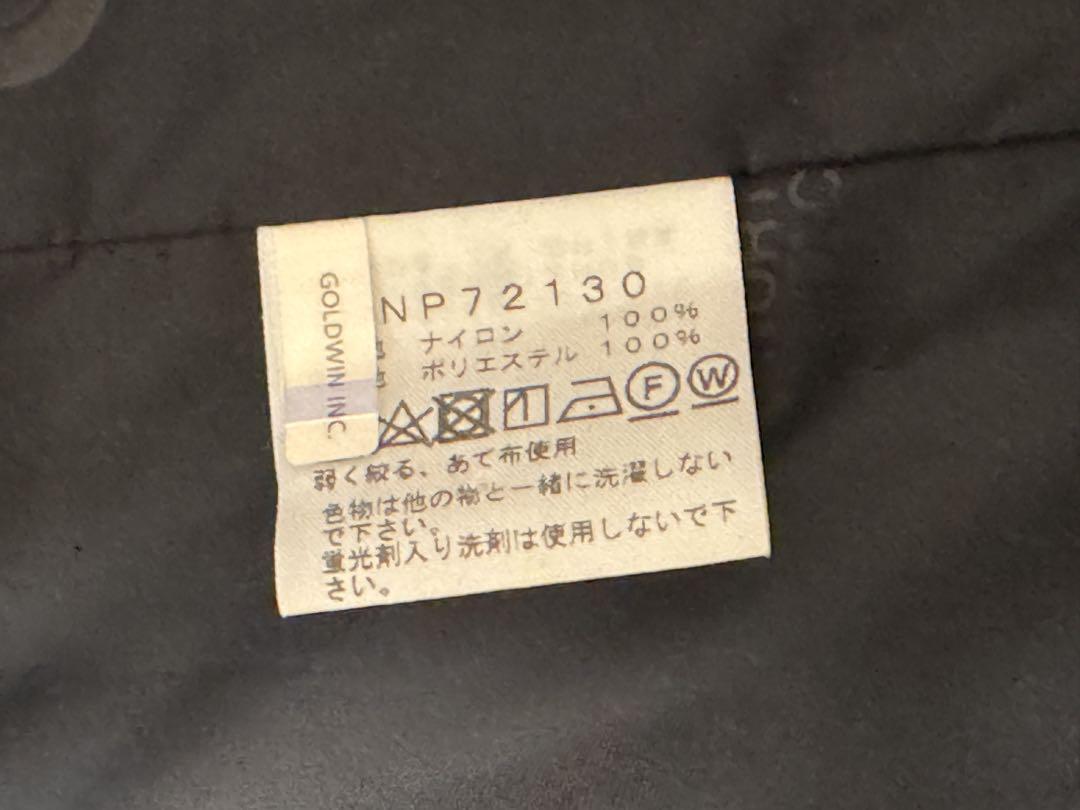 GOLDWIN INC.
NP72130
ナイロン 100%
ポリエステル 100%
F W
弱く絞る、あて布使用
色物は他の物と一緒に洗濯しない
で下さい。
蛍光剤入り洗剤は使用しないで下
さい。